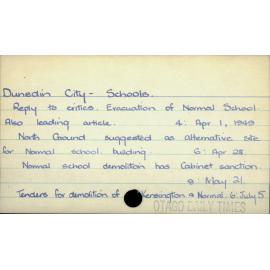 Dunedin City - Schools.
Reply to critics. Evacuation of Normal School
Also leading article. 4: Apr 1, 1949
North Ground suggested as alternative site
for Normal school building. 6: Apr 28
Normal school demolition has Cabinet sanction.
8: May 21
Tenders for demolition of Kensington & Normal. 6: July 5
OTAGO DAILY TIMES